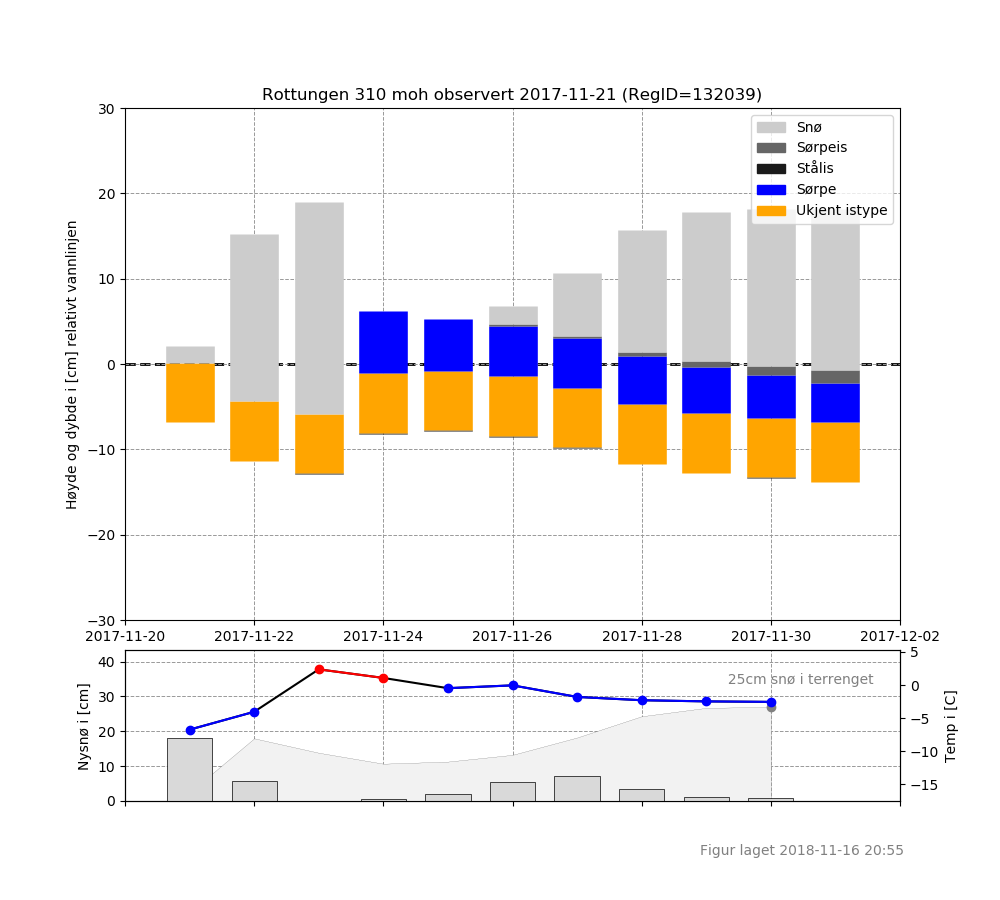 Rottungen 310 moh observert 2017-11-21 (RegID=132039)
Høyde og dybde i [cm] relativt vannlinjen
30
20
10
0
−10
−20
−30
Snø
Sørpeis
Stålis
Sørpe
Ukjent istype
2017-11-20
2017-11-22
2017-11-24
2017-11-26
2017-11-28
2017-11-30
2017-12-02
Nysnø i [cm]
40
30
20
10
0
25cm snø i terrenget
5
0
−5
−10
−15
Temp i [C]
Figur laget 2018-11-16 20:55